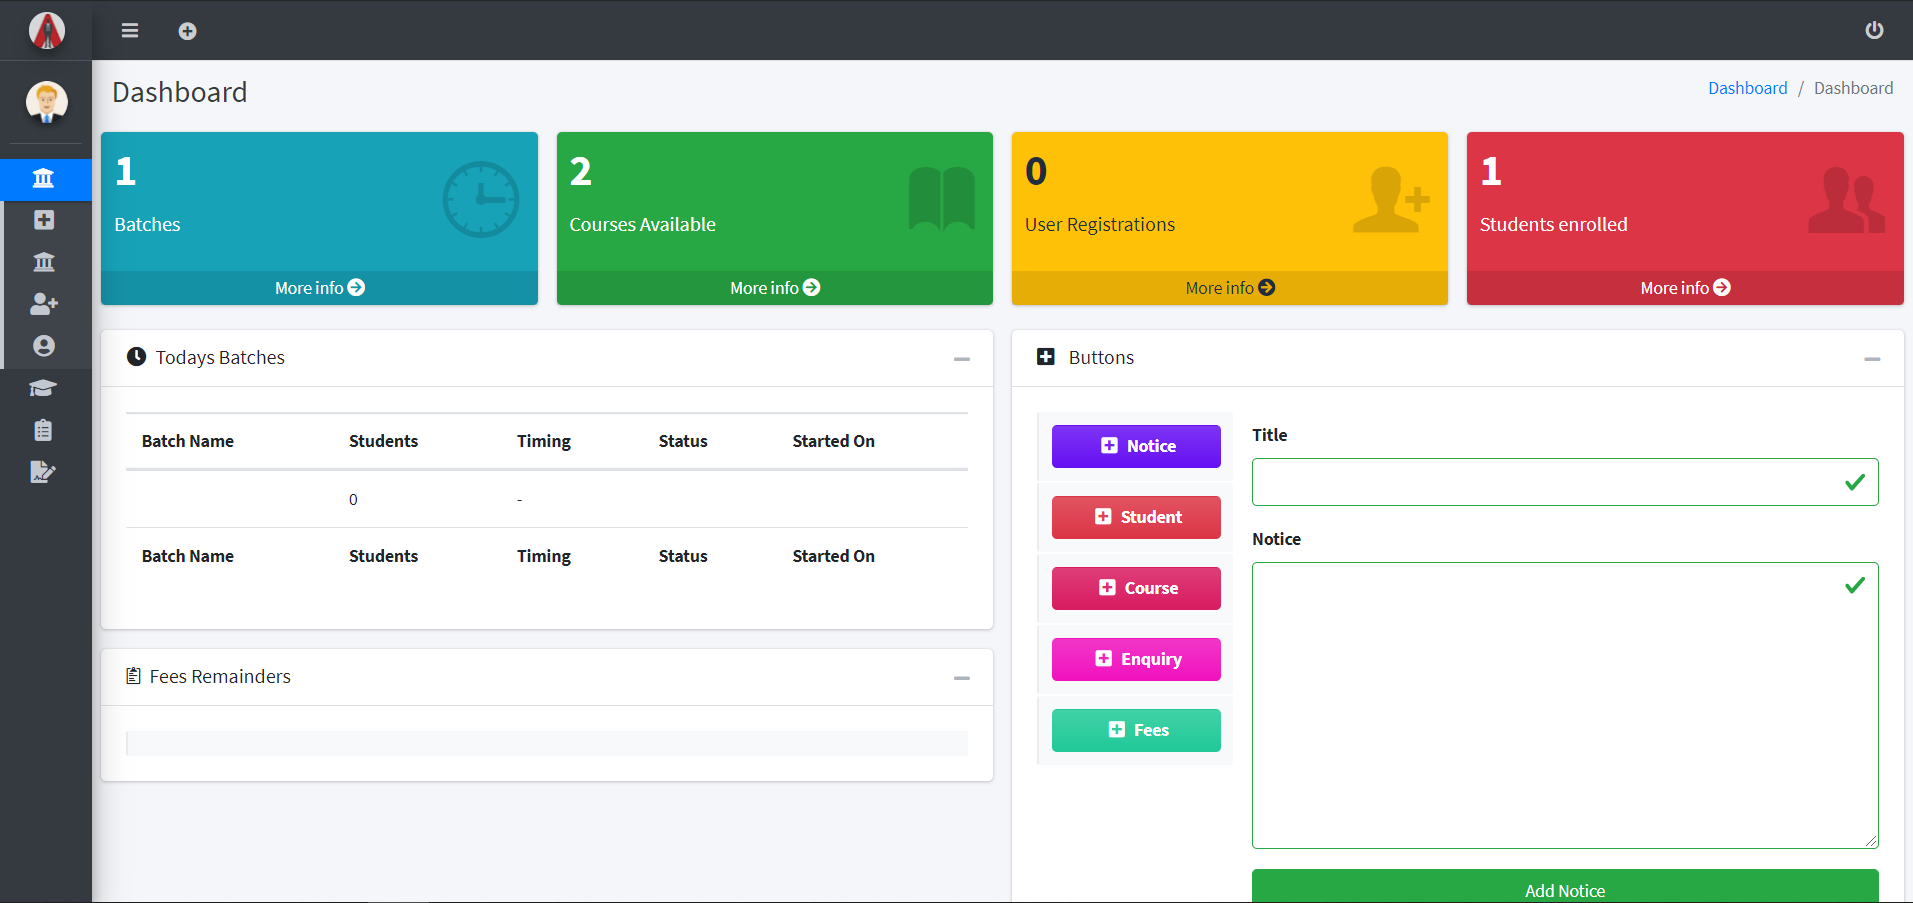 Dashboard
Dashboard / Dashboard
1
Batches
More info
2
Courses Available
More info
0
User Registrations
More info
1
Students enrolled
More info
Todays Batches
Batch Name Students Timing Status Started On
0 -
Batch Name Students Timing Status Started On
Fees Remainders
Buttons
Notice
Student
Course
Enquiry
Fees
Title
Notice
Add Notice